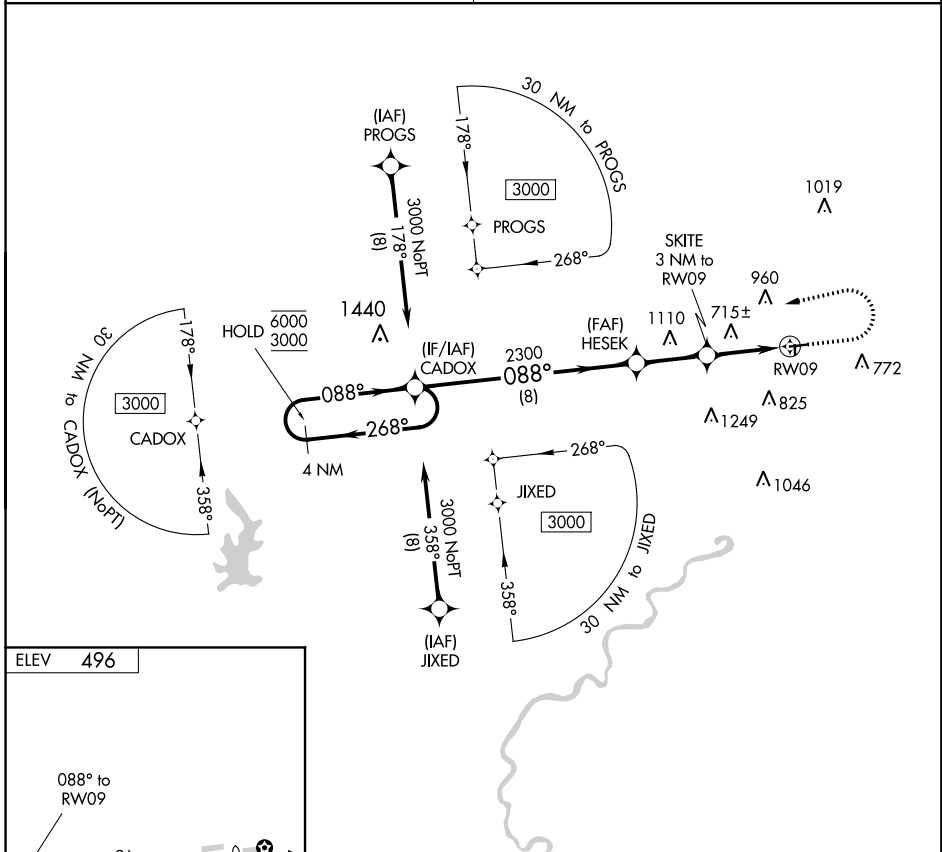 30 NM to PROGS
(IAF)
PROGS
178°
3000
PROGS
268°
3000 NoPT
178°
(8)
1019
SKITE
3 NM to
RW09
960
1440
HOLD
6000
3000
(IF/IAF)
CADOX
(FAF)
HESEK
1110
715±
2300
088°
(8)
RW09
772
30 NM to CADOX (NoPT)
178°
3000
CADOX
358°
088°
268°
4 NM
825
1249
1046
268°
JIXED
3000
358°
30 NM to JIXED
3000 NoPT
358°
(8)
(IAF)
JIXED
ELEV 496
088° to
RW09